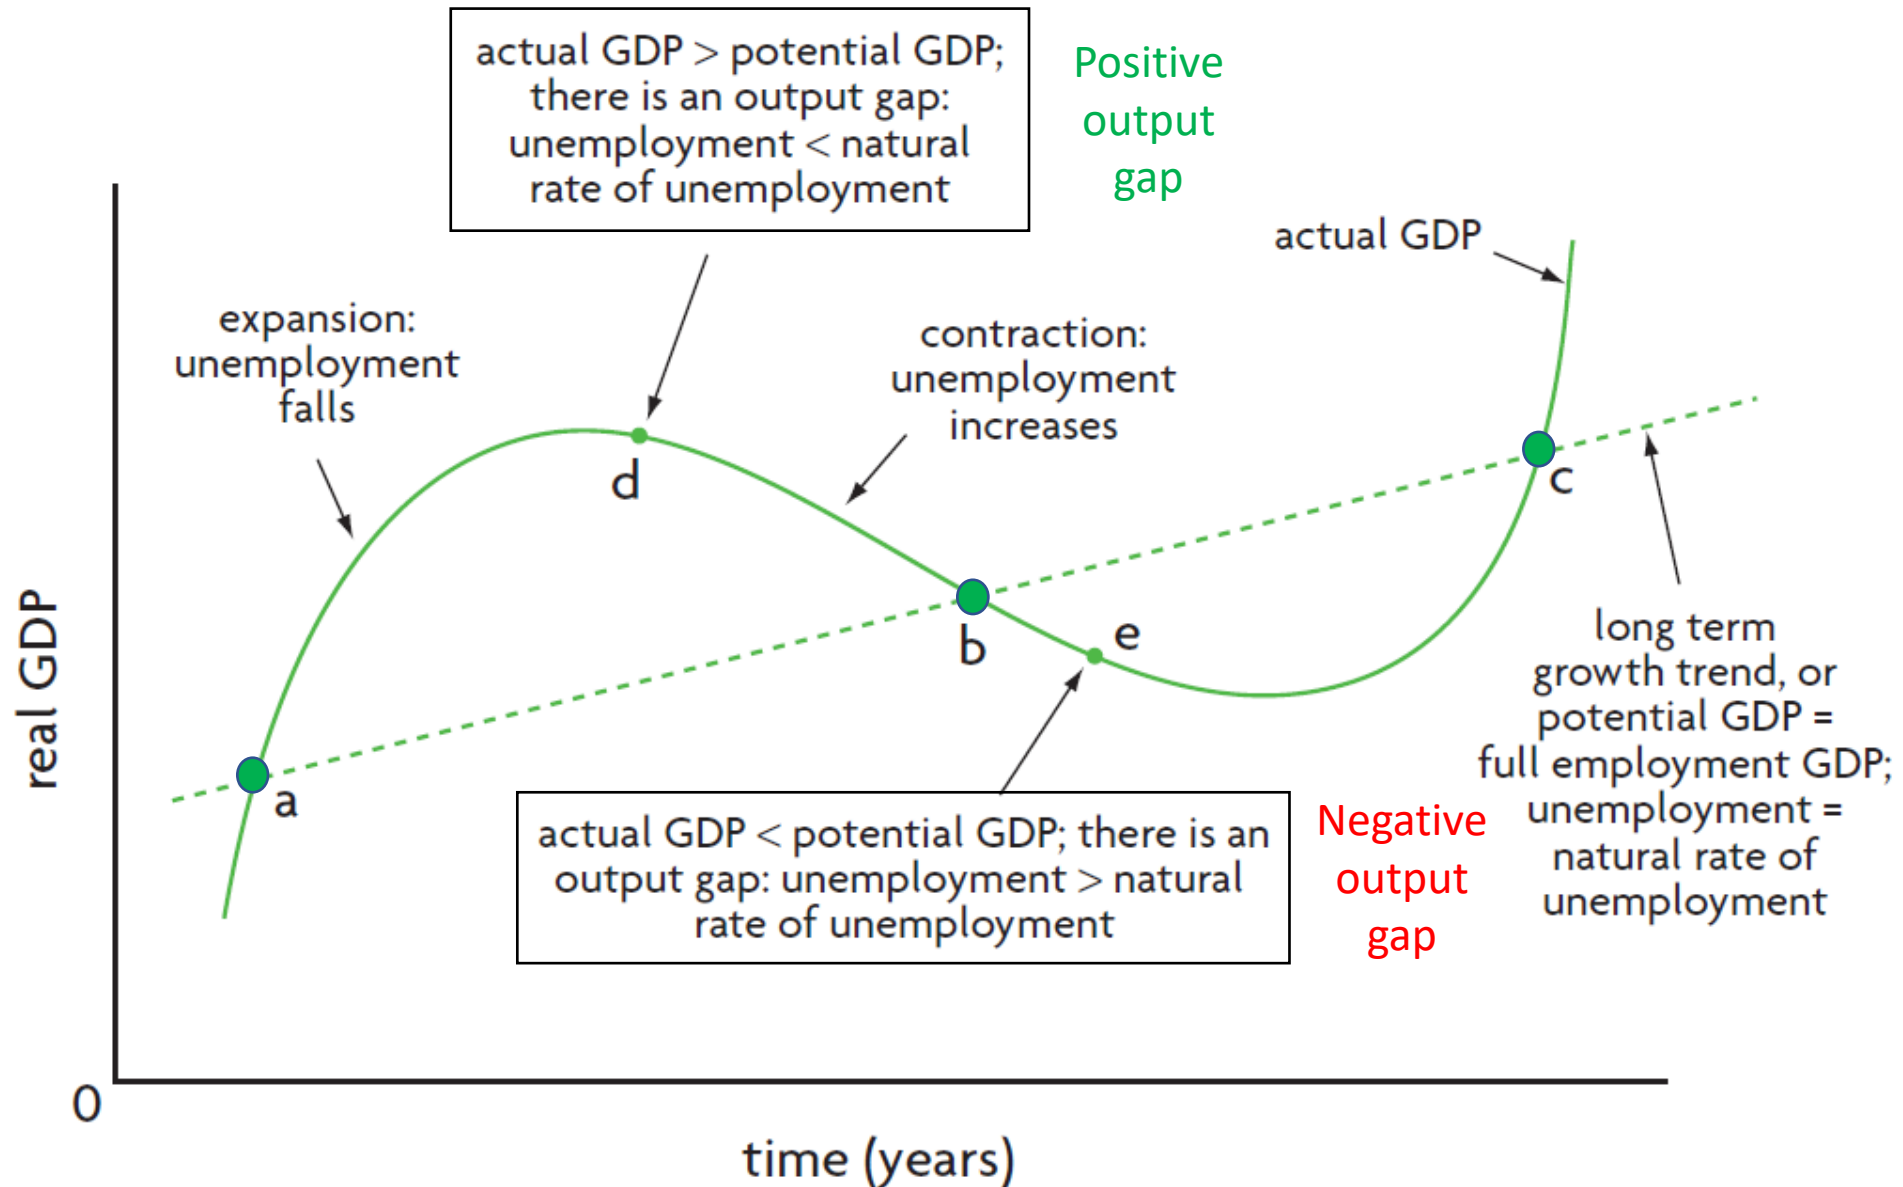 actual GDP > potential GDP;
there is an output gap:
unemployment < natural
rate of unemployment
Positive
output
gap
actual GDP
expansion:
unemployment
falls
contraction:
unemployment
increases
d
c
b
e
a
real GDP
long term
growth trend, or
potential GDP =
full employment GDP;
unemployment =
natural rate of
unemployment
actual GDP < potential GDP; there is an
output gap: unemployment > natural
rate of unemployment
Negative
output
gap
0
time (years)